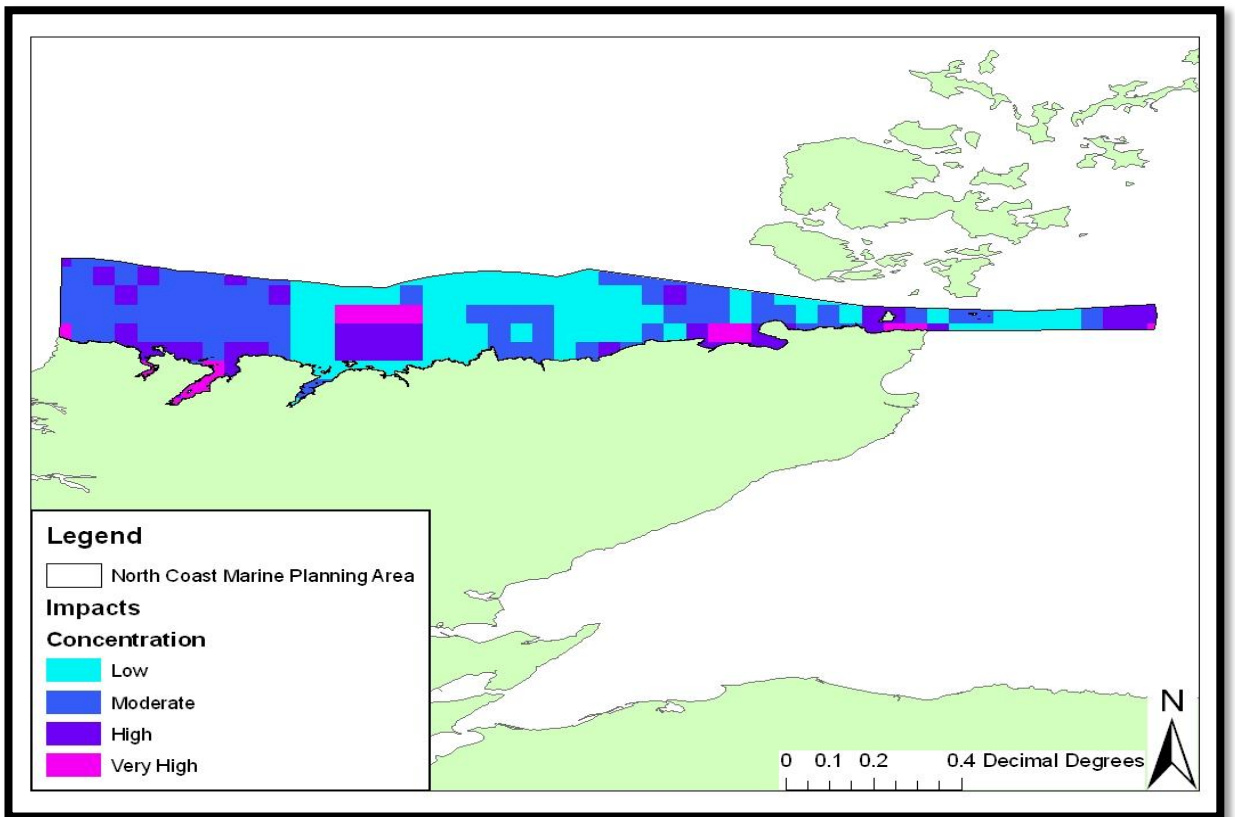 Legend
North Coast Marine Planning Area
Impacts
Concentration
Low
Moderate
High
Very High
N
0 0.1 0.2 0.4 Decimal Degrees